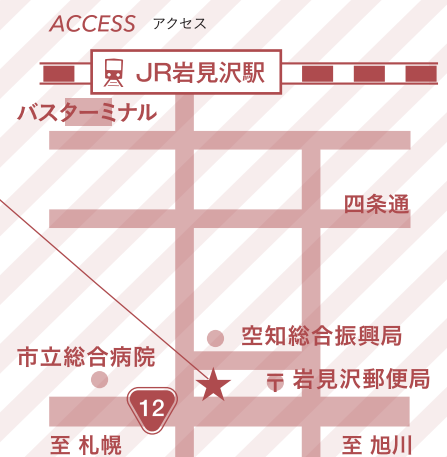 ACCESS アクセス
JR岩見沢駅
バスターミナル
四条通
空知総合振興局
市立総合病院
〒 岩見沢郵便局
12
至 札幌
至 旭川